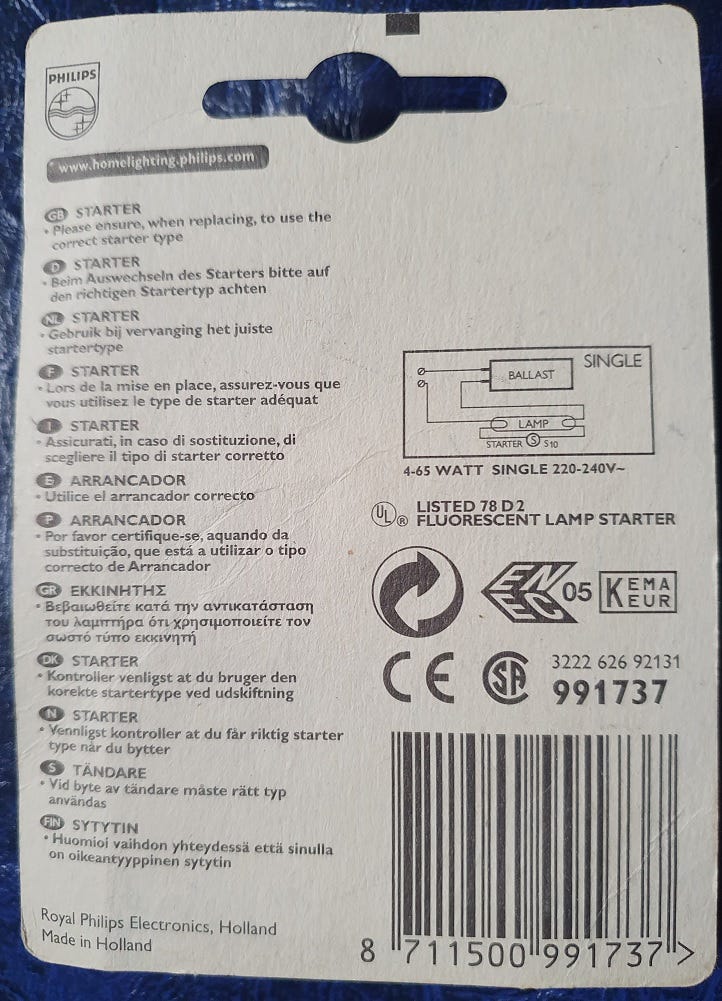 PHILIPS
www.homelighting.philips.com
GB STARTER
• Please ensure, when replacing, to use the
correct starter type
D STARTER
• Beim Auswechseln des Starters bitte auf
den richtigen Startertyp achten
NL STARTER
• Gebruik bij vervanging het juiste
startertype
F STARTER
• Lors de la mise en place, assurez-vous que
vous utilisez le type de starter adéquat
I STARTER
• Assicurati, in caso di sostituzione, di
scegliere il tipo di starter corretto
E ARRANCADOR
• Utilice el arrancador correcto
P ARRANCADOR
• Por favor certifique-se, aquando da
substituição, que está a utilizar o tipo
correcto de Arrancador
GR ΕΚΚΙΝΗΤΗΣ
• Βεβαιωθείτε κατά την αντικατάσταση
του λαμπτήρα ότι χρησιμοποιείτε τον
σωστό τύπο εκκινητή
DK STARTER
• Kontroller venligst at du bruger den
korekte startertype ved udskiftning
N STARTER
• Vennligst kontroller at du får riktig starter
type når du bytter
S TÄNDARE
• Vid byte av tändare måste rätt typ
användas
FIN SYTYTIN
• Huomioi vaihdon yhteydessä että sinulla
on oikeantyyppinen sytytin
Royal Philips Electronics, Holland
Made in Holland
SINGLE
BALLAST
LAMP
STARTER S S10
4-65 WATT SINGLE 220-240V~
UL ® LISTED 78 D2
FLUORESCENT LAMP STARTER
ENEC 05 KEMA
EUR
CE SA 3222 626 92131
991737
8 711500 991737 >